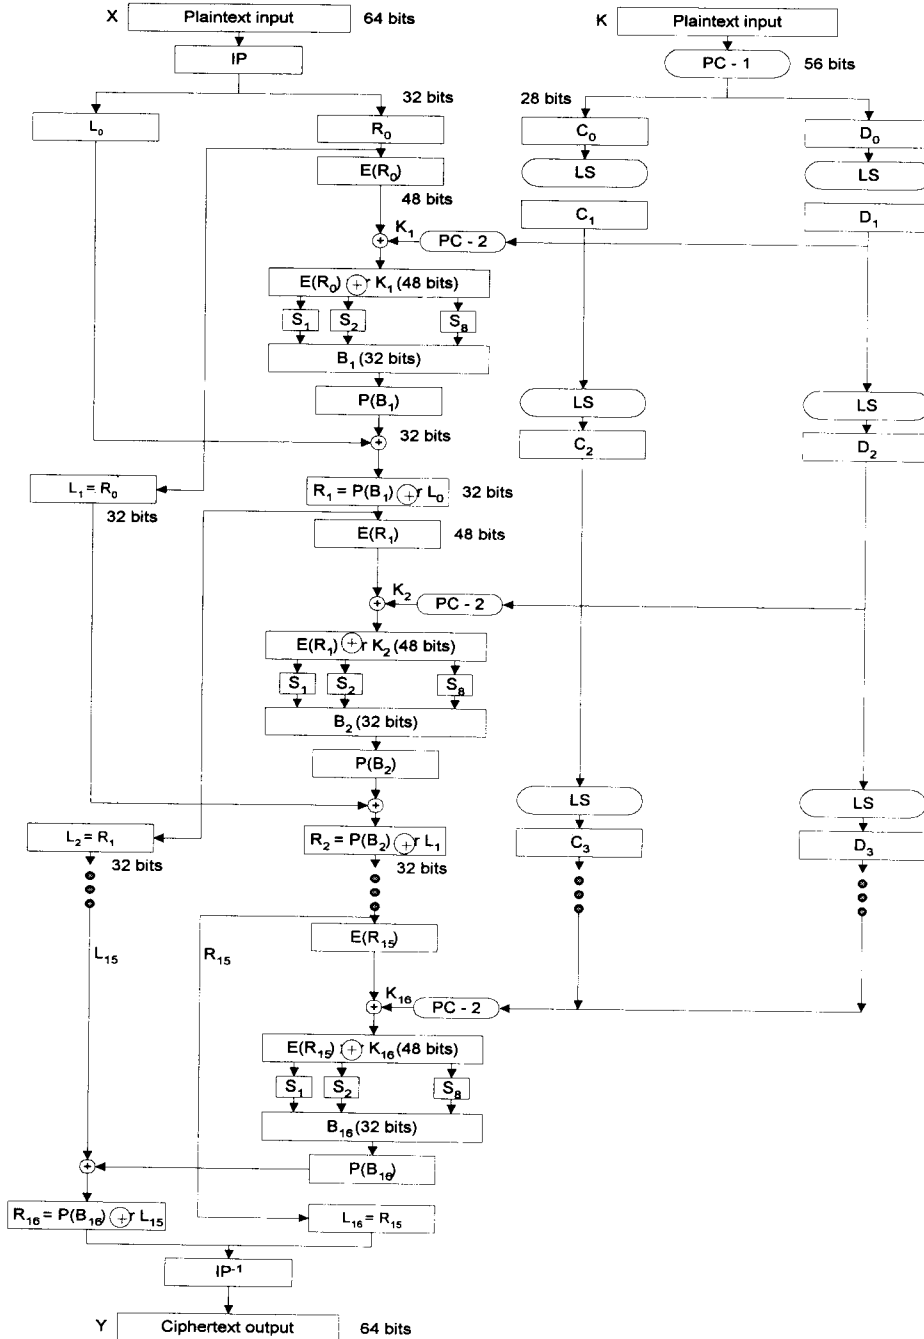 X Plaintext input 64 bits
K Plaintext input
IP
PC - 1 56 bits
32 bits
28 bits
L₀
R₀
C₀
D₀
E(R₀)
LS
LS
48 bits
C₁
D₁
K₁
PC - 2
E(R₀) ⊕r K₁ (48 bits)
S₁ S₂ S₈
B₁ (32 bits)
P(B₁)
LS
LS
32 bits
C₂
D₂
L₁ = R₀
32 bits
R₁ = P(B₁) ⊕r L₀ 32 bits
E(R₁) 48 bits
K₂
PC - 2
E(R₁) ⊕r K₂ (48 bits)
S₁ S₂ S₈
B₂ (32 bits)
P(B₂)
LS
LS
L₂ = R₁
32 bits
R₂ = P(B₂) ⊕r L₁
32 bits
C₃
D₃
E(R₁₅)
L₁₅
R₁₅
K₁₆
PC - 2
E(R₁₅) ⊕r K₁₆ (48 bits)
S₁ S₂ S₈
B₁₆ (32 bits)
P(B₁₆)
R₁₆ = P(B₁₆) ⊕r L₁₅
L₁₆ = R₁₅
IP⁻¹
Y Ciphertext output 64 bits